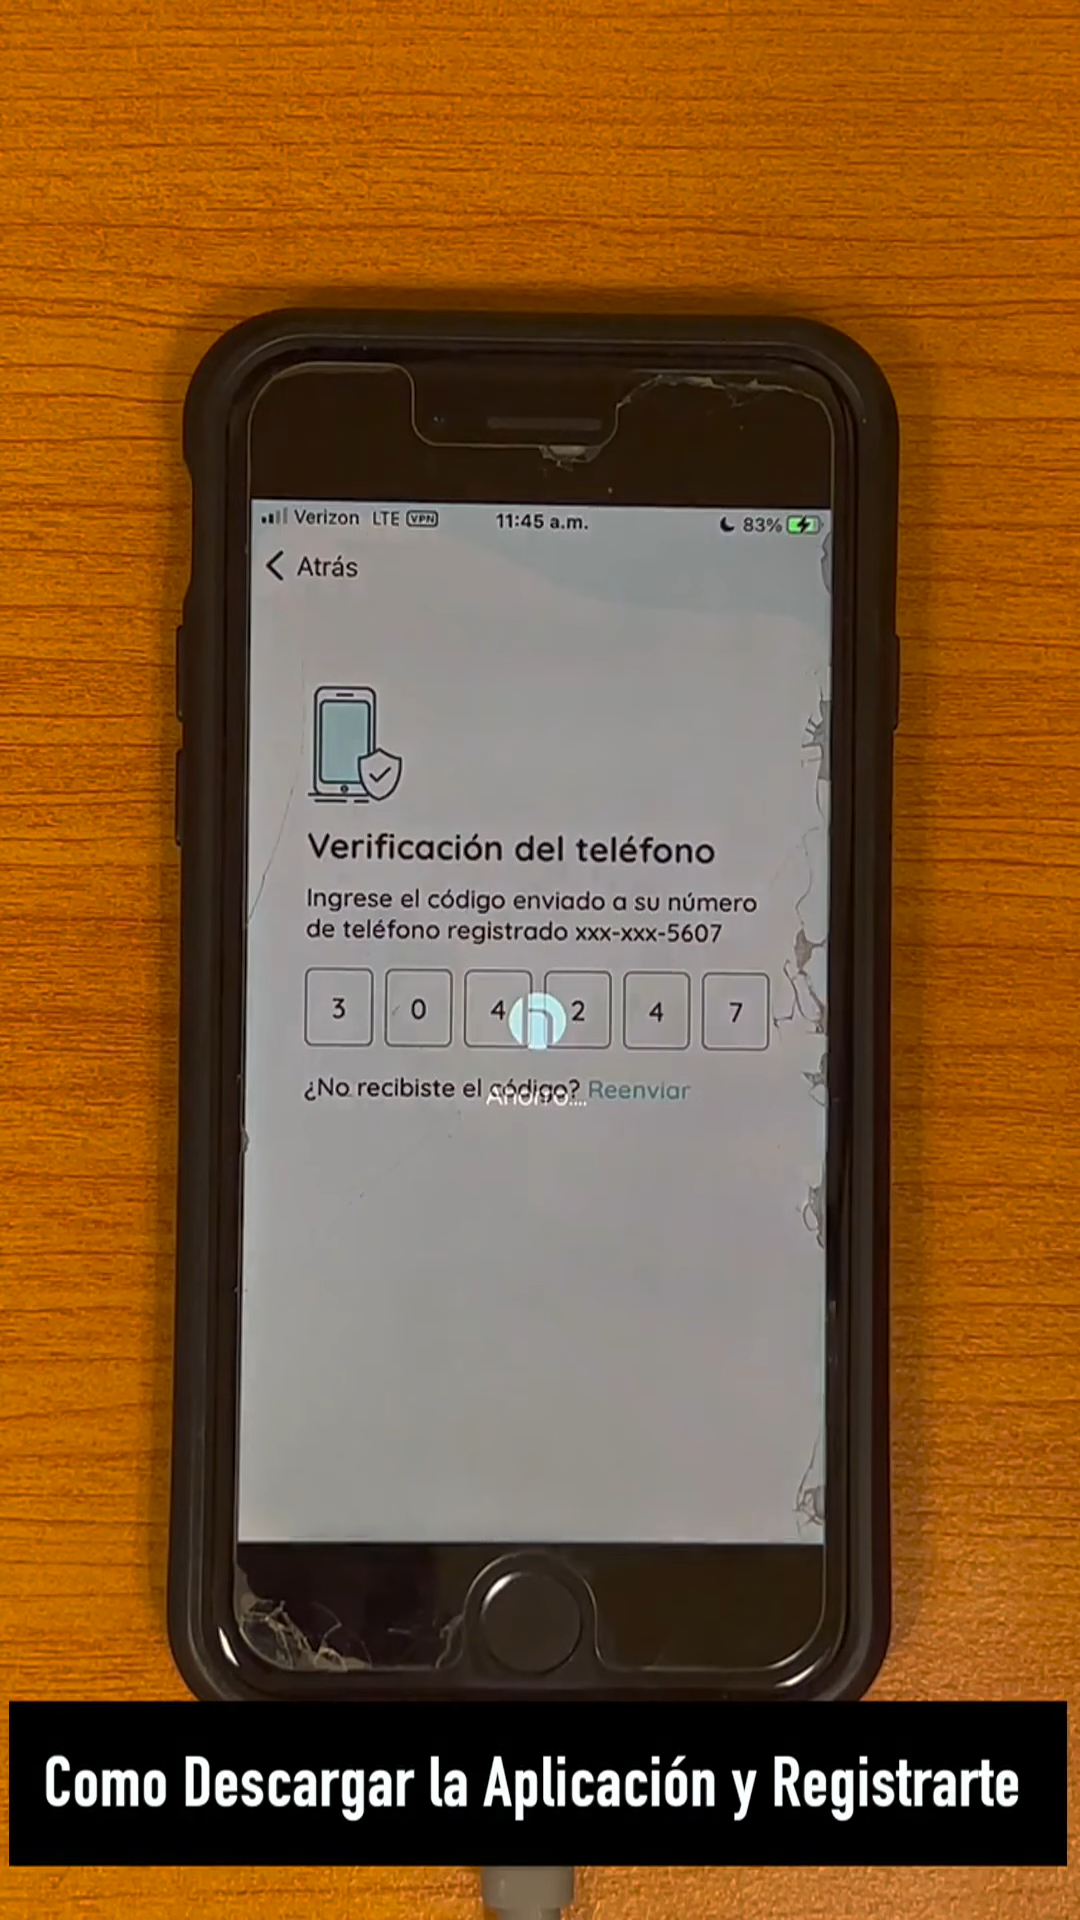 Verizon LTE VPN 11:45 a.m. 83%
Atrás
Verificación del teléfono
Ingrese el código enviado a su número
de teléfono registrado xxx-xxx-5607
3 0 4 2 4 7
¿No recibiste el código? Reenviar
Ahorro....
Como Descargar la Aplicación y Registrarte